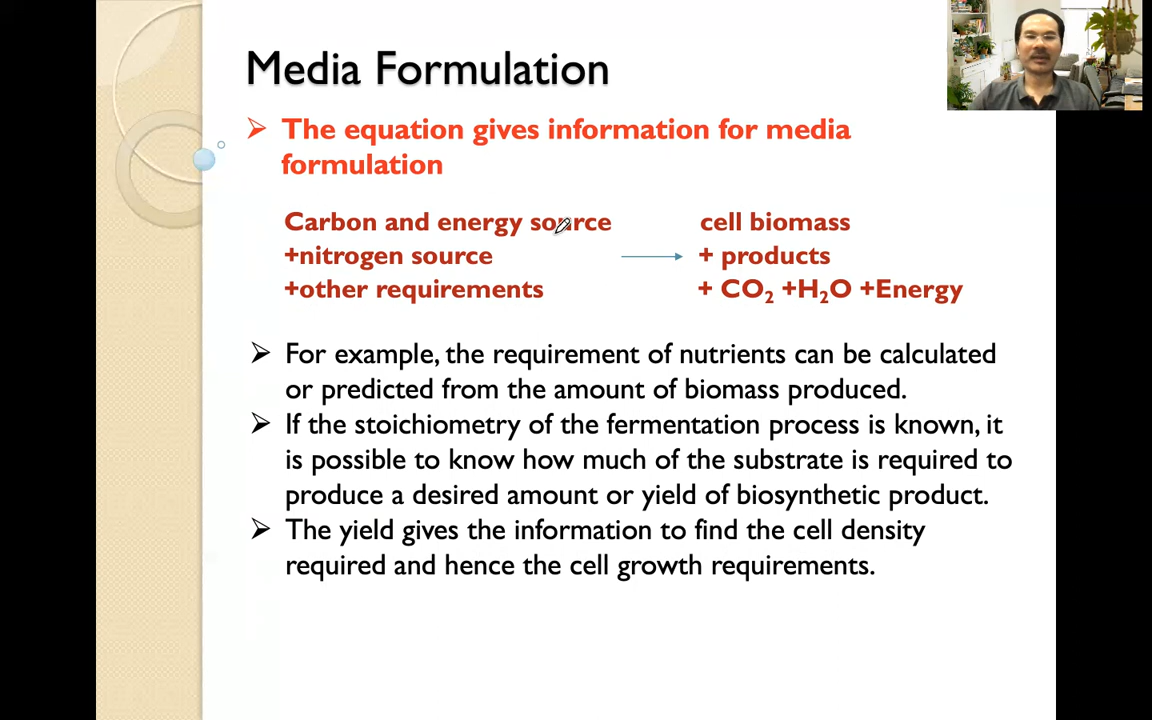 Media Formulation
The equation gives information for media
formulation
Carbon and energy source cell biomass
+nitrogen source + products
+other requirements + CO₂ +H₂O +Energy
For example, the requirement of nutrients can be calculated
or predicted from the amount of biomass produced.
If the stoichiometry of the fermentation process is known, it
is possible to know how much of the substrate is required to
produce a desired amount or yield of biosynthetic product.
The yield gives the information to find the cell density
required and hence the cell growth requirements.